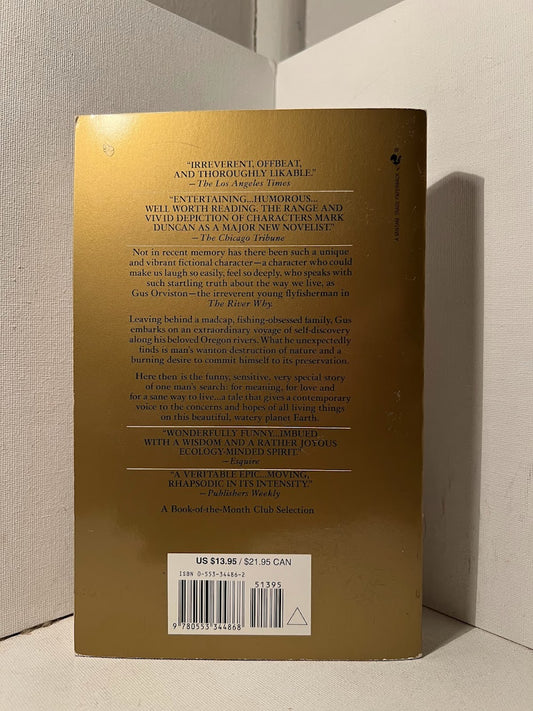 "IRREVERENT, OFFBEAT,
AND THOROUGHLY LIKABLE."
—The Los Angeles Times
"ENTERTAINING...HUMOROUS...
WELL WORTH READING. THE RANGE AND
VIVID DEPICTION OF CHARACTERS MARK
DUNCAN AS A MAJOR NEW NOVELIST."
—The Chicago Tribune
Not in recent memory has there been such a unique
and vibrant fictional character—a character who could
make us laugh so easily, feel so deeply, who speaks with
such startling truth about the way we live, as
Gus Orviston—the irreverent young flyfisherman in
The River Why.
Leaving behind a madcap, fishing-obsessed family, Gus
embarks on an extraordinary voyage of self-discovery
along his beloved Oregon rivers. What he unexpectedly
finds is man's wanton destruction of nature and a
burning desire to commit himself to its preservation.
Here then is the funny, sensitive, very special story
of one man's search: for meaning, for love and
for a sane way to live...a tale that gives a contemporary
voice to the concerns and hopes of all living things
on this beautiful, watery planet Earth.
"WONDERFULLY FUNNY...IMBUED
WITH A WISDOM AND A RATHER JOYOUS
ECOLOGY-MINDED SPIRIT."
—Esquire
"A VERITABLE EPIC...MOVING,
RHAPSODIC IN ITS INTENSITY."
—Publishers Weekly
A Book-of-the-Month Club Selection
US $13.95 / $21.95 CAN
ISBN 0-553-34486-2
51395
9 780553 344868
A BANTAM TRADE PAPERBACK